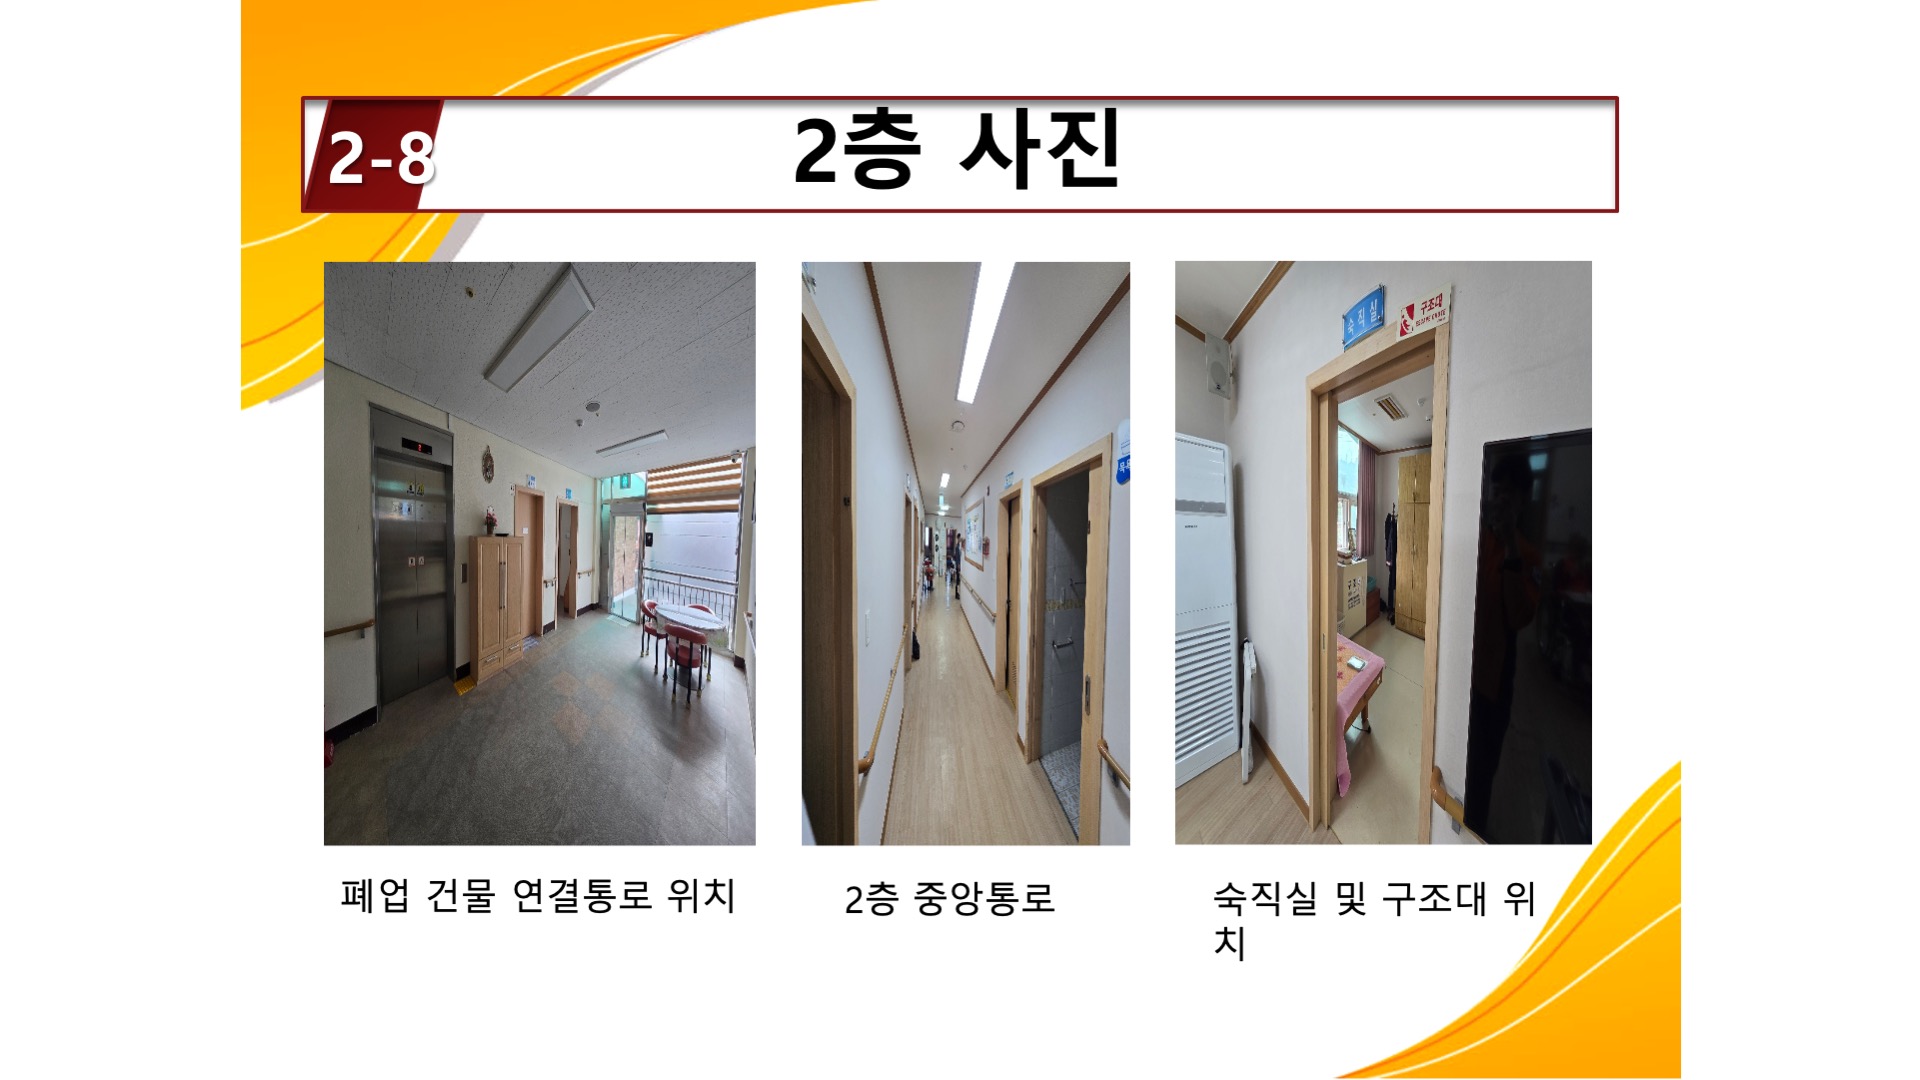 2-8
2층 사진
숙직실
구조대
폐업 건물 연결통로 위치
2층 중앙통로
숙직실 및 구조대 위
치